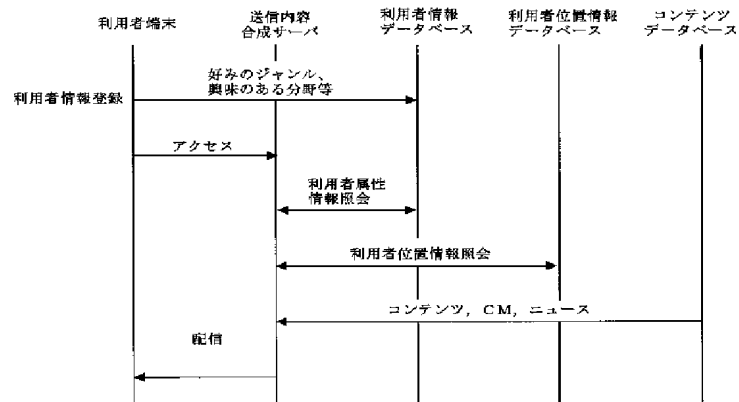 利用者端末
送信内容
合成サーバ
利用者情報
データベース
利用者位置情報
データベース
コンテンツ
データベース
利用者情報登録
好みのジャンル、
興味のある分野等
アクセス
利用者属性
情報照会
利用者位置情報照会
コンテンツ，ＣＭ，ニュース
配信